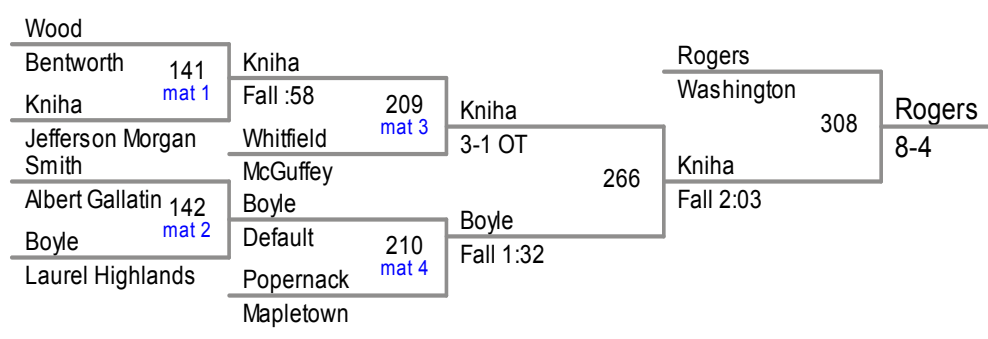 Wood
Bentworth
141
mat 1
Kniha
Jefferson Morgan
Smith
Albert Gallatin
142
mat 2
Boyle
Laurel Highlands
Kniha
Fall :58
209
mat 3
Whitfield
McGuffey
Boyle
Default
210
mat 4
Popernack
Mapletown
Kniha
3-1 OT
266
Boyle
Fall 1:32
Rogers
Washington
308
Kniha
Fall 2:03
Rogers
8-4